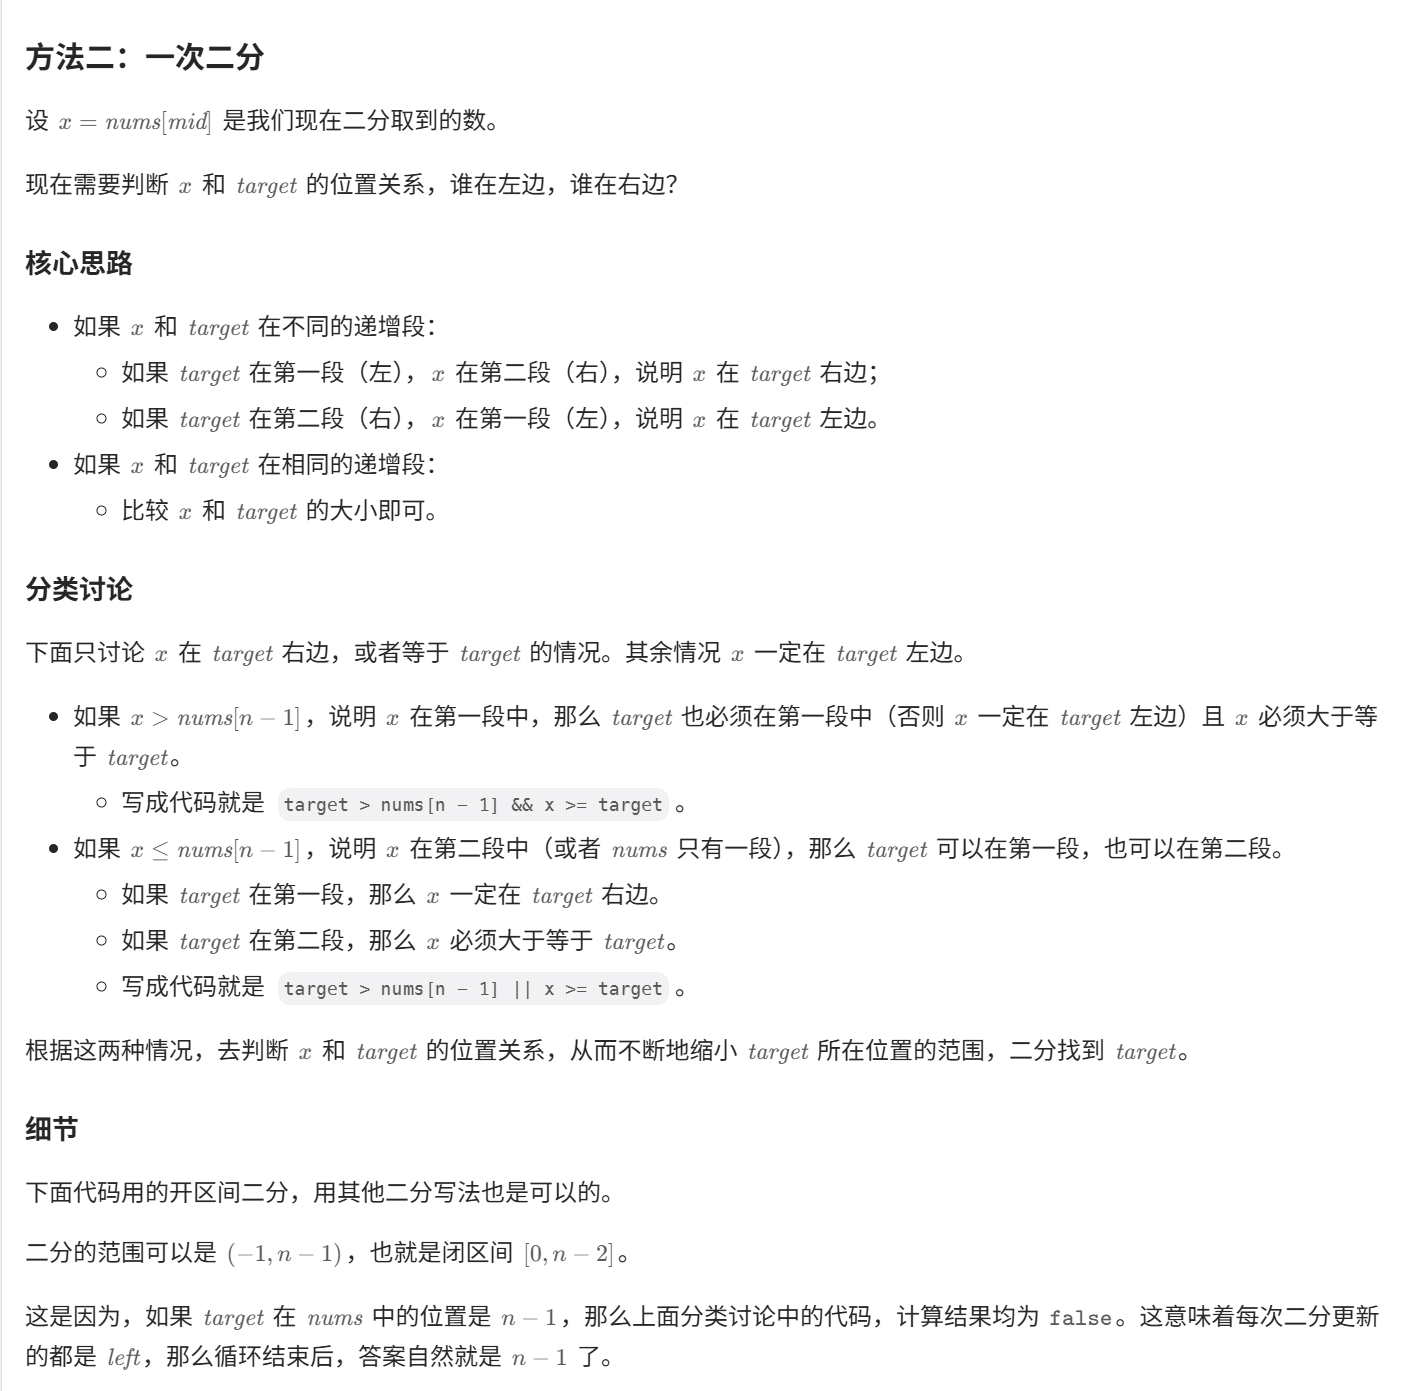 方法二：一次二分
设 x = nums[mid] 是我们现在二分取到的数。
现在需要判断 x 和 target 的位置关系，谁在左边，谁在右边？
核心思路
• 如果 x 和 target 在不同的递增段：
◦ 如果 target 在第一段（左），x 在第二段（右），说明 x 在 target 右边；
◦ 如果 target 在第二段（右），x 在第一段（左），说明 x 在 target 左边。
• 如果 x 和 target 在相同的递增段：
◦ 比较 x 和 target 的大小即可。
分类讨论
下面只讨论 x 在 target 右边，或者等于 target 的情况。其余情况 x 一定在 target 左边。
• 如果 x > nums[n − 1]，说明 x 在第一段中，那么 target 也必须在第一段中（否则 x 一定在 target 左边）且 x 必须大于等
于 target。
◦ 写成代码就是 target > nums[n - 1] && x >= target 。
• 如果 x ≤ nums[n − 1]，说明 x 在第二段中（或者 nums 只有一段），那么 target 可以在第一段，也可以在第二段。
◦ 如果 target 在第一段，那么 x 一定在 target 右边。
◦ 如果 target 在第二段，那么 x 必须大于等于 target。
◦ 写成代码就是 target > nums[n - 1] || x >= target 。
根据这两种情况，去判断 x 和 target 的位置关系，从而不断地缩小 target 所在位置的范围，二分找到 target。
细节
下面代码用的开区间二分，用其他二分写法也是可以的。
二分的范围可以是 (−1, n − 1)，也就是闭区间 [0, n − 2]。
这是因为，如果 target 在 nums 中的位置是 n − 1，那么上面分类讨论中的代码，计算结果均为 false。这意味着每次二分更新
的都是 left，那么循环结束后，答案自然就是 n − 1 了。